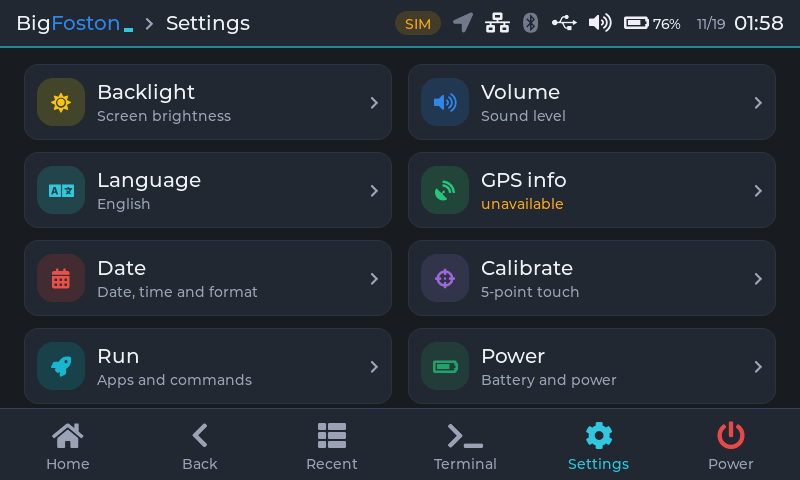 BigFoston_ > Settings
SIM
76%
11/19 01:58
Backlight
Screen brightness
Volume
Sound level
Language
English
GPS info
unavailable
Date
Date, time and format
Calibrate
5-point touch
Run
Apps and commands
Power
Battery and power
Home
Back
Recent
Terminal
Settings
Power